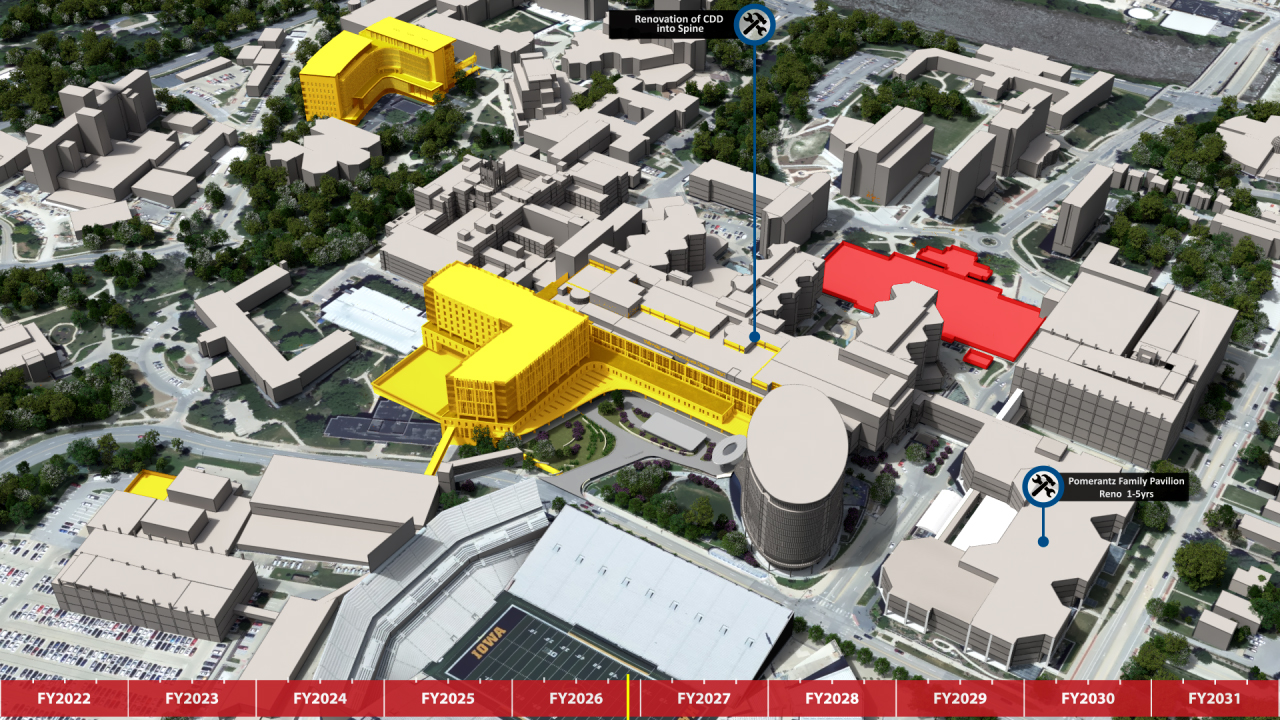 Renovation of CDD
into Spine
Pomerantz Family Pavilion
Reno 1-5yrs
IOWA
FY2022
FY2023
FY2024
FY2025
FY2026
FY2027
FY2028
FY2029
FY2030
FY2031